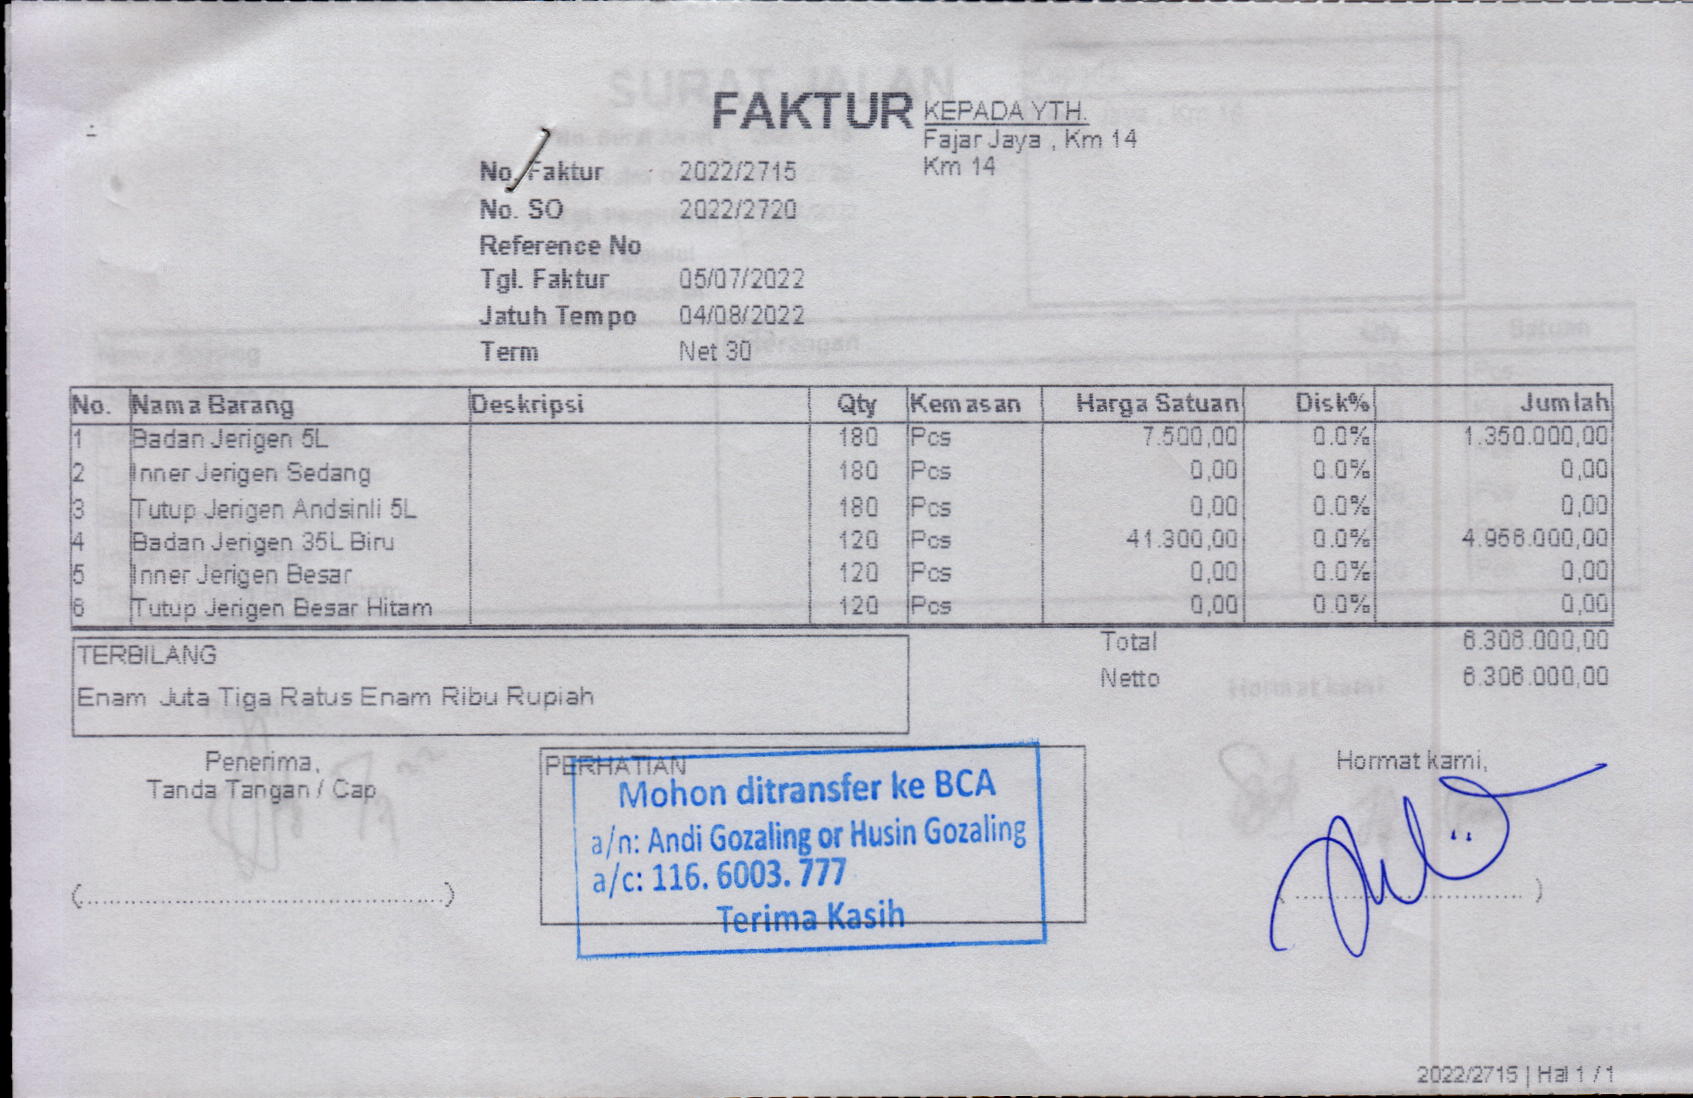 FAKTUR
KEPADA YTH.
Fajar Jaya , Km 14
Km 14
No. Faktur : 2022/2715
No. SO 2022/2720
Reference No
Tgl. Faktur 05/07/2022
Jatuh Tempo 04/08/2022
Term Net 30
No. Nama Barang Deskripsi Qty Kemasan Harga Satuan Disk% Jumlah
1 Badan Jerigen 5L 180 Pcs 7.500,00 0.0% 1.350.000,00
2 Inner Jerigen Sedang 180 Pcs 0,00 0.0% 0,00
3 Tutup Jerigen Andsinli 5L 180 Pcs 0,00 0.0% 0,00
4 Badan Jerigen 35L Biru 120 Pcs 41.300,00 0.0% 4.956.000,00
5 Inner Jerigen Besar 120 Pcs 0,00 0.0% 0,00
6 Tutup Jerigen Besar Hitam 120 Pcs 0,00 0.0% 0,00
Total 6.306.000,00
Netto 6.306.000,00
TERBILANG
Enam Juta Tiga Ratus Enam Ribu Rupiah
Penerima,
Tanda Tangan / Cap
(..........................................)
PERHATIAN
Mohon ditransfer ke BCA
a/n: Andi Gozaling or Husin Gozaling
a/c: 116. 6003. 777
Terima Kasih
Hormat kami,
(..............................)
2022/2715 | Hal 1 / 1